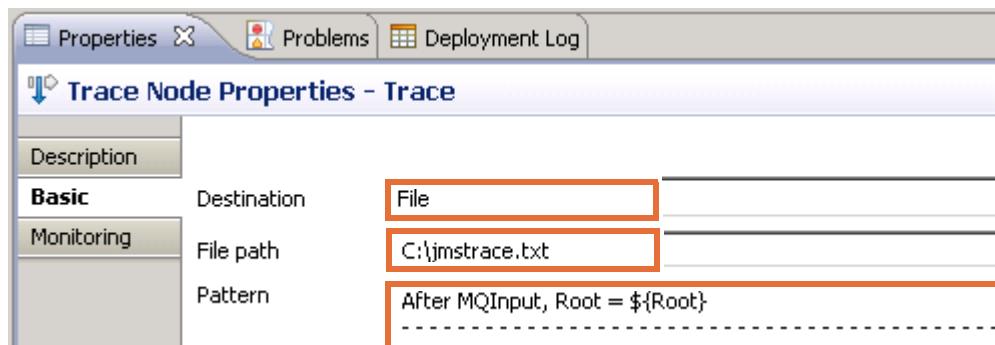 Properties Problems Deployment Log
Trace Node Properties - Trace
Description
Basic
Monitoring
Destination File
File path C:\jmstrace.txt
Pattern After MQInput, Root = ${Root}
- - - - - - - - - - - - - - - - - - - - - - - - - - - - - - - - - - - - - - - - - - - - - - - -